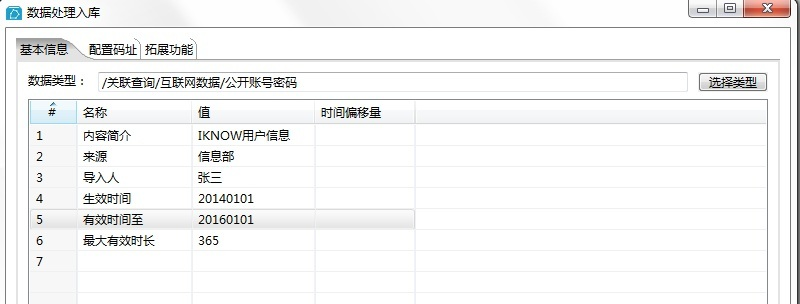 数据处理入库
基本信息 配置码址 拓展功能
数据类型： /关联查询/互联网数据/公开账号密码 选择类型
# 名称 值 时间偏移量
1 内容简介 IKNOW用户信息
2 来源 信息部
3 导入人 张三
4 生效时间 20140101
5 有效时间至 20160101
6 最大有效时长 365
7